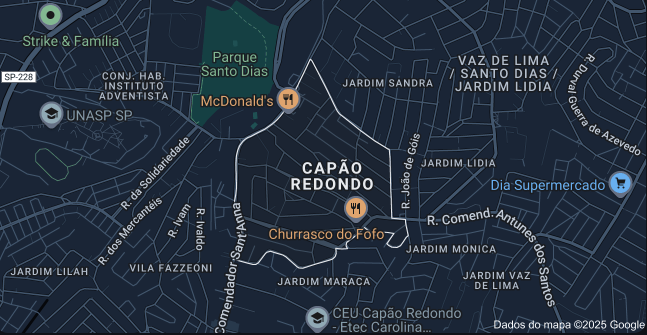 Strike & Família
SP-228
CONJ. HAB.
INSTITUTO
ADVENTISTA
UNASP SP
Parque
Santo Dias
McDonald's
JARDIM SANDRA
VAZ DE LIMA
/ SANTO DIAS /
JARDIM LIDIA
R. Durval Guerra de Azevedo
CAPÃO
REDONDO
R. João de Góis
JARDIM LIDIA
Dia Supermercado
R. da Solidariedade
R. dos Mercantéis
R. Ivam
R. Ivaldo
Comendador Sant'Anna
Churrasco do Fofo
R. Comend. Antunes dos Santos
JARDIM MONICA
JARDIM LILAH
VILA FAZZEONI
JARDIM MARACA
JARDIM VAZ
DE LIMA
CEU Capão Redondo
- Etec Carolina...
Dados do mapa ©2025 Google